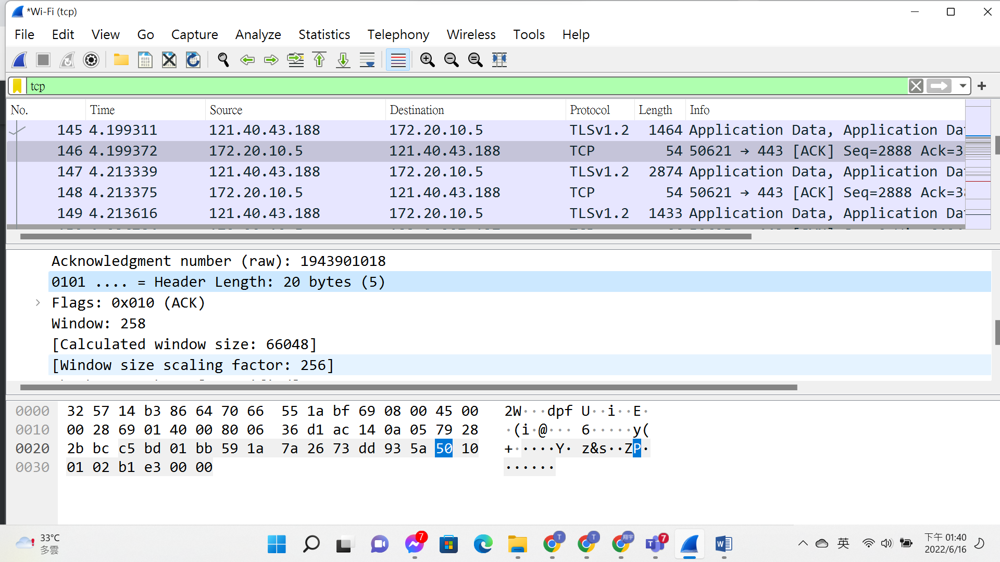 *Wi-Fi (tcp)
File Edit View Go Capture Analyze Statistics Telephony Wireless Tools Help
tcp
No. Time Source Destination Protocol Length Info
145 4.199311 121.40.43.188 172.20.10.5 TLSv1.2 1464 Application Data, Application Da
146 4.199372 172.20.10.5 121.40.43.188 TCP 54 50621 → 443 [ACK] Seq=2888 Ack=3
147 4.213339 121.40.43.188 172.20.10.5 TLSv1.2 2874 Application Data, Application Da
148 4.213375 172.20.10.5 121.40.43.188 TCP 54 50621 → 443 [ACK] Seq=2888 Ack=3
149 4.213616 121.40.43.188 172.20.10.5 TLSv1.2 1433 Application Data, Application Da
Acknowledgment number (raw): 1943901018
0101 .... = Header Length: 20 bytes (5)
Flags: 0x010 (ACK)
Window: 258
[Calculated window size: 66048]
[Window size scaling factor: 256]
0000 32 57 14 b3 86 64 70 66 55 1a bf 69 08 00 45 00 2W···dpf U··i··E·
0010 00 28 69 01 40 00 80 06 36 d1 ac 14 0a 05 79 28 ·(i·@··· 6·····y(
0020 2b bc c5 bd 01 bb 59 1a 7a 26 73 dd 93 5a 50 10 +·····Y· z&s··ZP·
0030 01 02 b1 e3 00 00 ······
33°C
多雲
7
T
T
翔宇
T
7
W
英
下午 01:40
2022/6/16